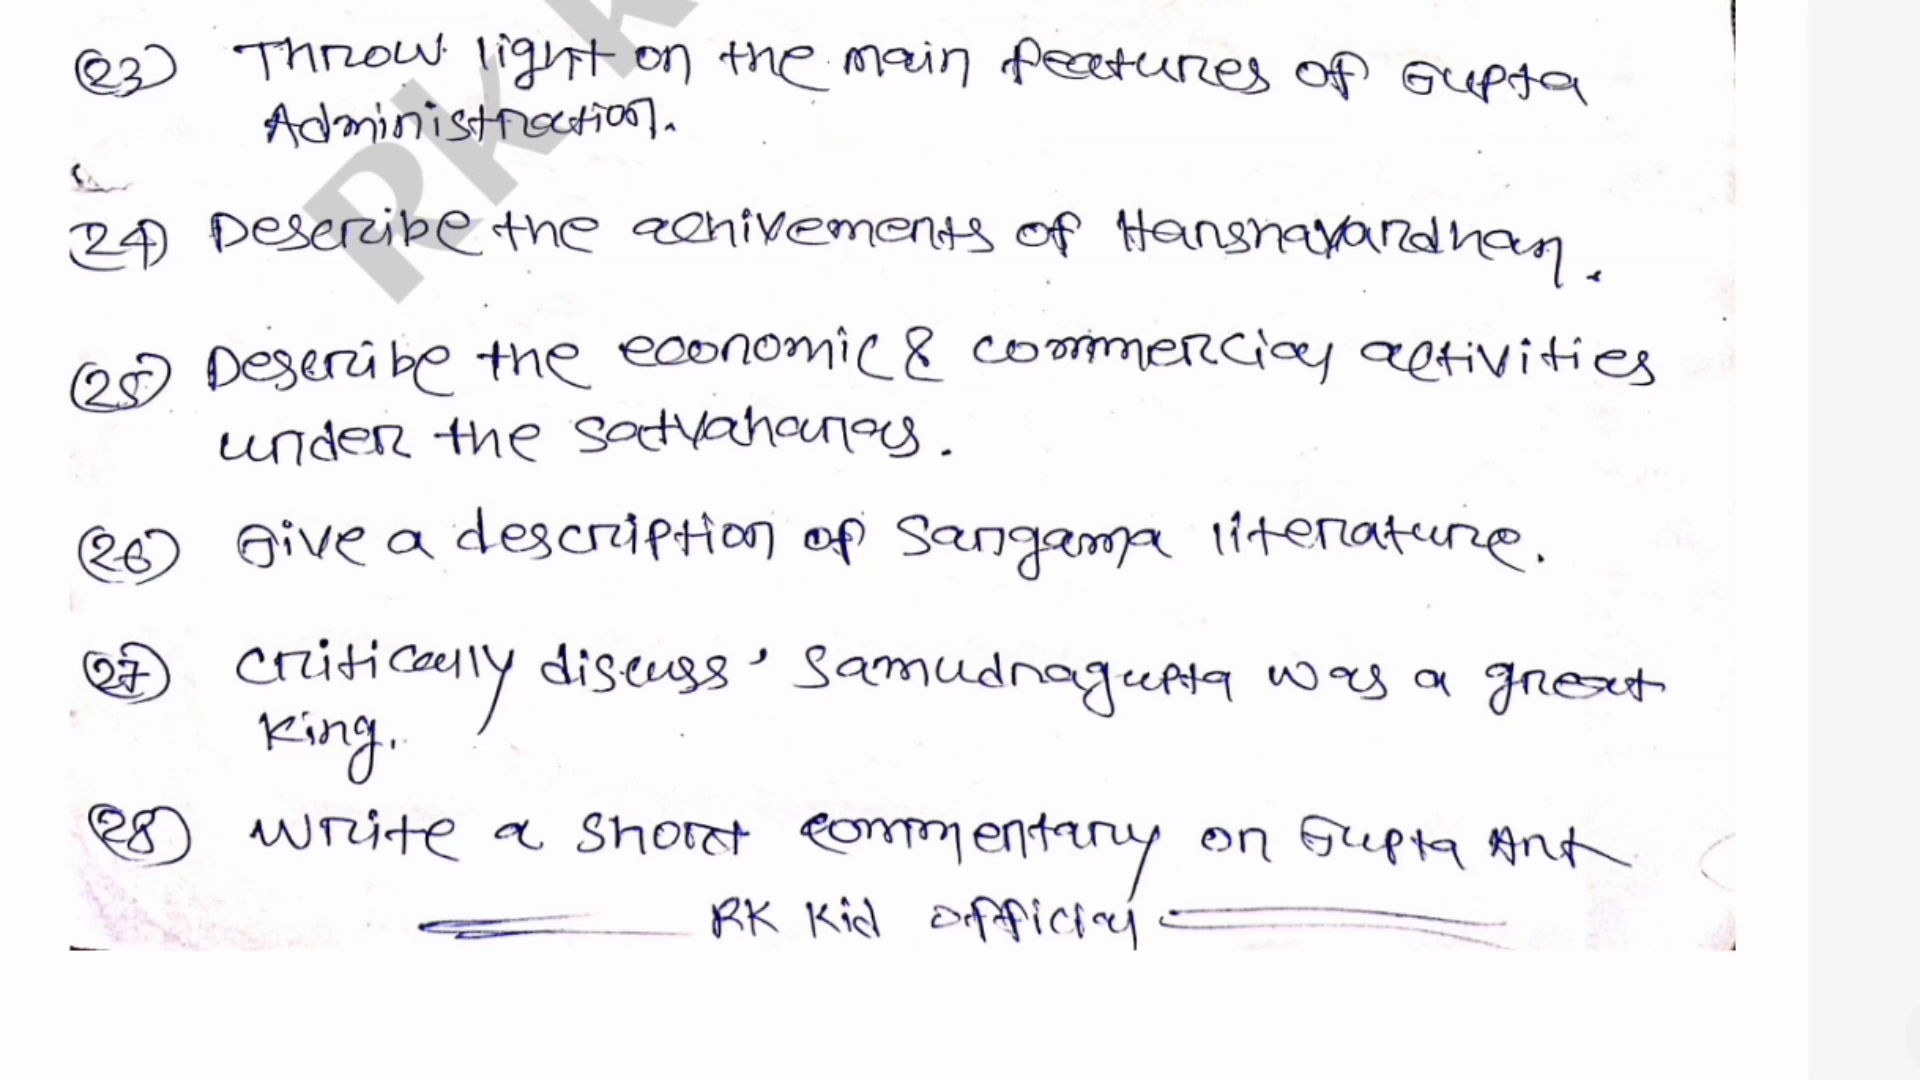 (23) Throw light on the main features of Gupta
Administration.
24) Describe the achivements of Harshavardhan.
(25) Describe the economic & commercial activities
under the Satvahanas.
(26) Give a description of Sangama literature.
(27) Critically discuss, Samudragupta was a great
King.
(28) Write a short commentary on Gupta Art
RK Kid official
RK K